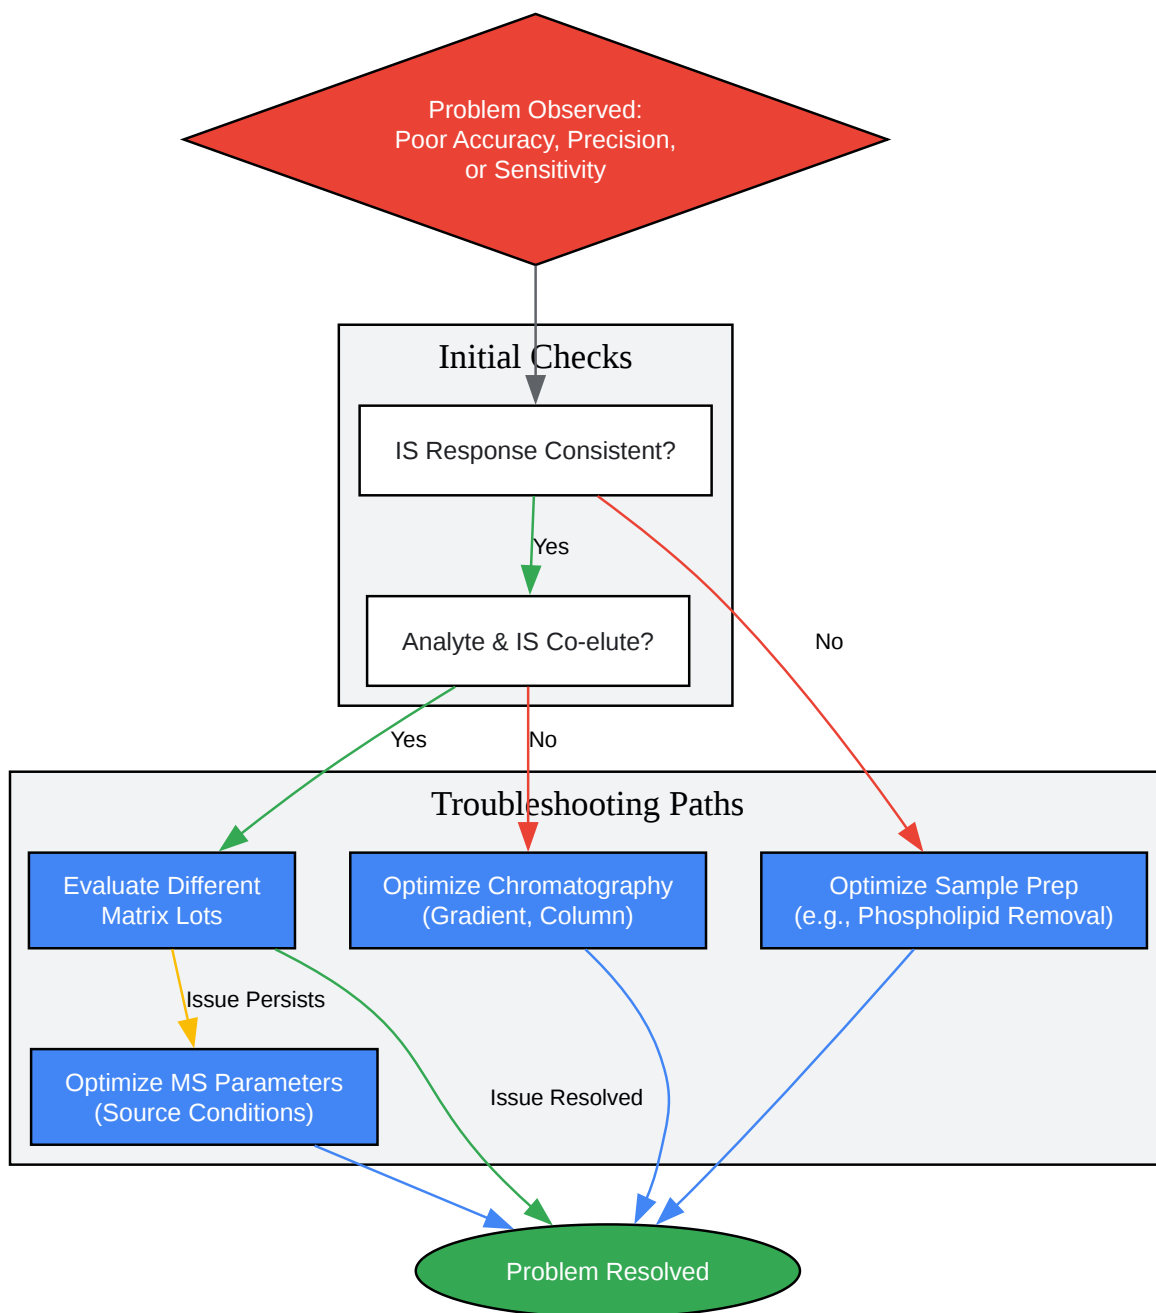 Problem Observed:
Poor Accuracy, Precision,
or Sensitivity
Initial Checks
IS Response Consistent?
Yes
Analyte & IS Co-elute?
No
Yes
No
Troubleshooting Paths
Evaluate Different
Matrix Lots
Optimize Chromatography
(Gradient, Column)
Optimize Sample Prep
(e.g., Phospholipid Removal)
Issue Persists
Optimize MS Parameters
(Source Conditions)
Issue Resolved
Problem Resolved